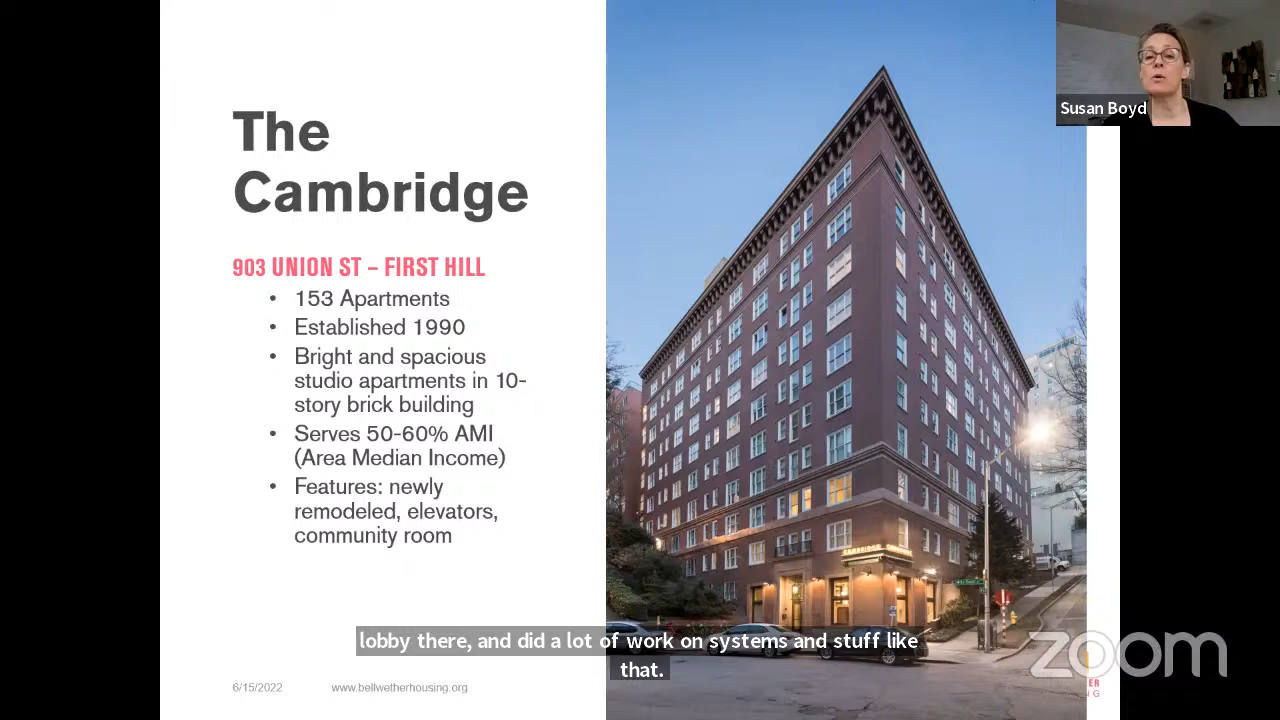 The
Cambridge
903 UNION ST – FIRST HILL
• 153 Apartments
• Established 1990
• Bright and spacious
studio apartments in 10-
story brick building
• Serves 50-60% AMI
(Area Median Income)
• Features: newly
remodeled, elevators,
community room
Susan Boyd
CAMBRIDGE
lobby there, and did a lot of work on systems and stuff like
that.
zoom
6/15/2022
www.bellwetherhousing.org